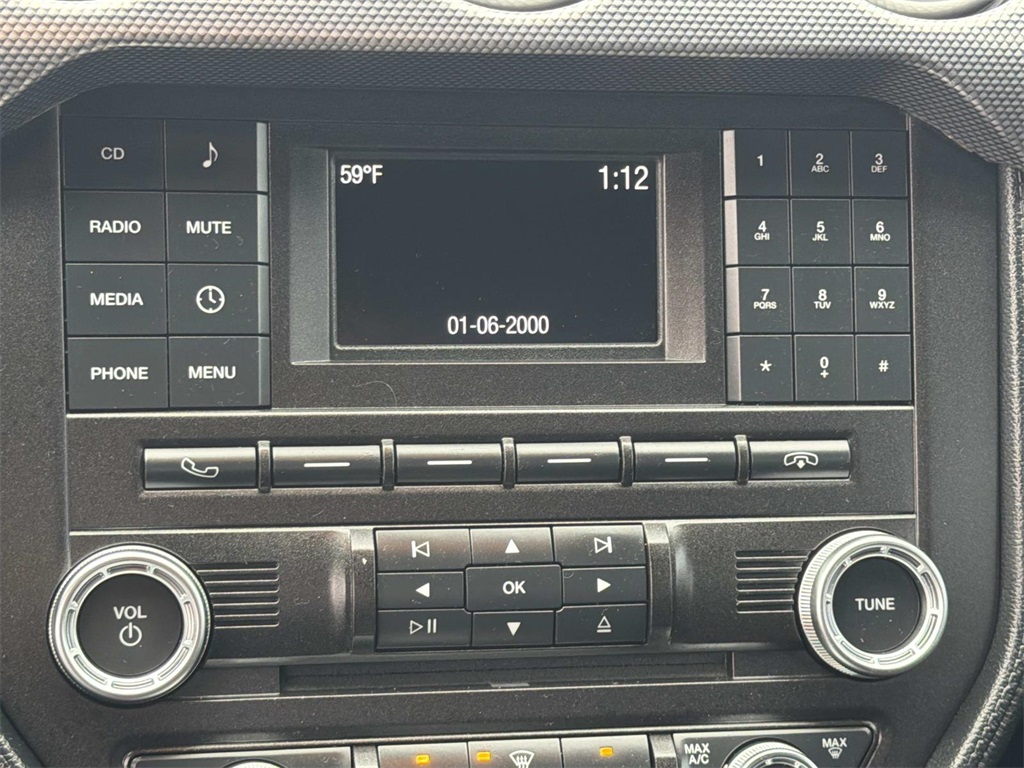 CD
RADIO MUTE
MEDIA
PHONE MENU
59°F 1:12
01-06-2000
1 2 ABC 3 DEF
4 GHI 5 JKL 6 MNO
7 PQRS 8 TUV 9 WXYZ
* 0 + #
OK
VOL
TUNE
MAX
A/C
MAX